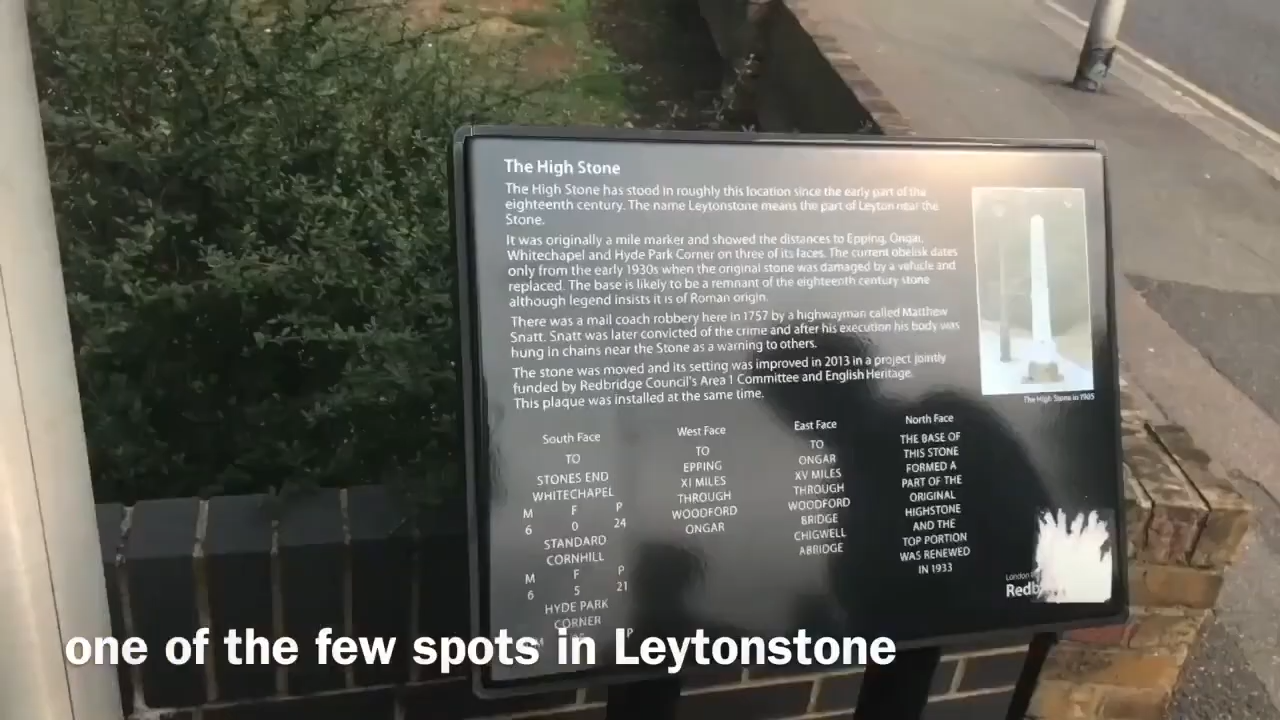 The High Stone
The High Stone has stood in roughly this location since the early part of the
eighteenth century. The name Leytonstone means the part of Leyton near the
Stone.
It was originally a mile marker and showed the distances to Epping, Ongar,
Whitechapel and Hyde Park Corner on three of its faces. The current obelisk dates
only from the early 1930s when the original stone was damaged by a vehicle and
replaced. The base is likely to be a remnant of the eighteenth century stone
although legend insists it is of Roman origin.
There was a mail coach robbery here in 1757 by a highwayman called Matthew
Snatt. Snatt was later convicted of the crime and after his execution his body was
hung in chains near the Stone as a warning to others.
The stone was moved and its setting was improved in 2013 in a project jointly
funded by Redbridge Council's Area 1 Committee and English Heritage.
This plaque was installed at the same time.
The High Stone in 1905
South Face
TO
STONES END
WHITECHAPEL
M F P
6 0 24
STANDARD
CORNHILL
M F P
6 5 21
HYDE PARK
CORNER
M P
West Face
TO
EPPING
XI MILES
THROUGH
WOODFORD
ONGAR
East Face
TO
ONGAR
XV MILES
THROUGH
WOODFORD
BRIDGE
CHIGWELL
ABRIDGE
North Face
THE BASE OF
THIS STONE
FORMED A
PART OF THE
ORIGINAL
HIGHSTONE
AND THE
TOP PORTION
WAS RENEWED
IN 1933
London
one of the few spots in Leytonstone